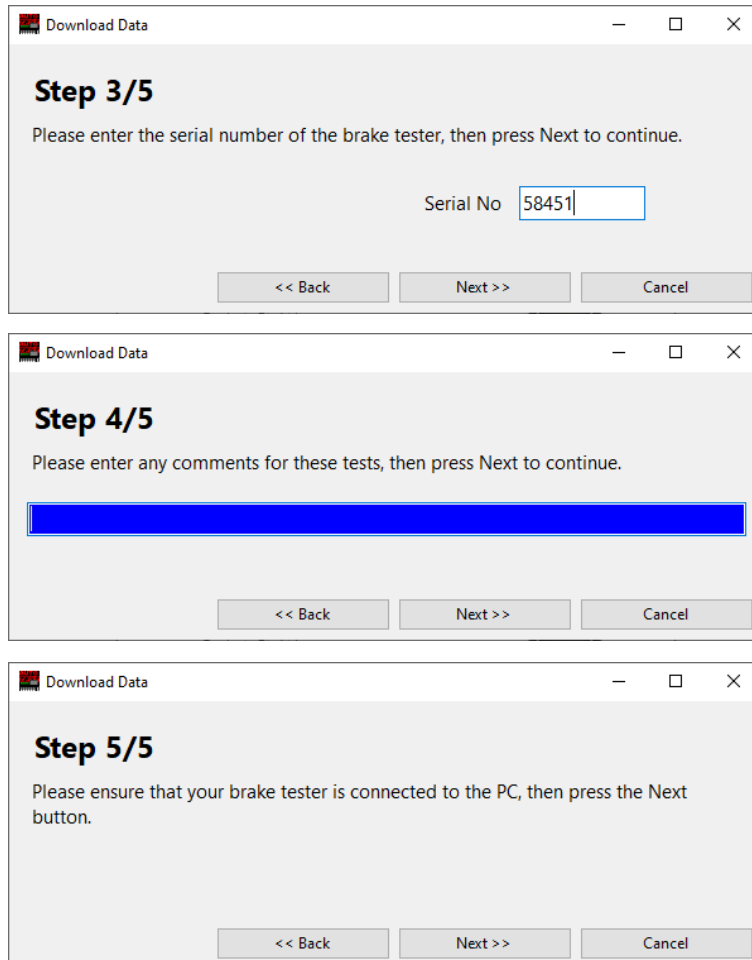 Download Data
Step 3/5
Please enter the serial number of the brake tester, then press Next to continue.
Serial No 58451
<< Back Next >> Cancel
Download Data
Step 4/5
Please enter any comments for these tests, then press Next to continue.
<< Back Next >> Cancel
Download Data
Step 5/5
Please ensure that your brake tester is connected to the PC, then press the Next
button.
<< Back Next >> Cancel